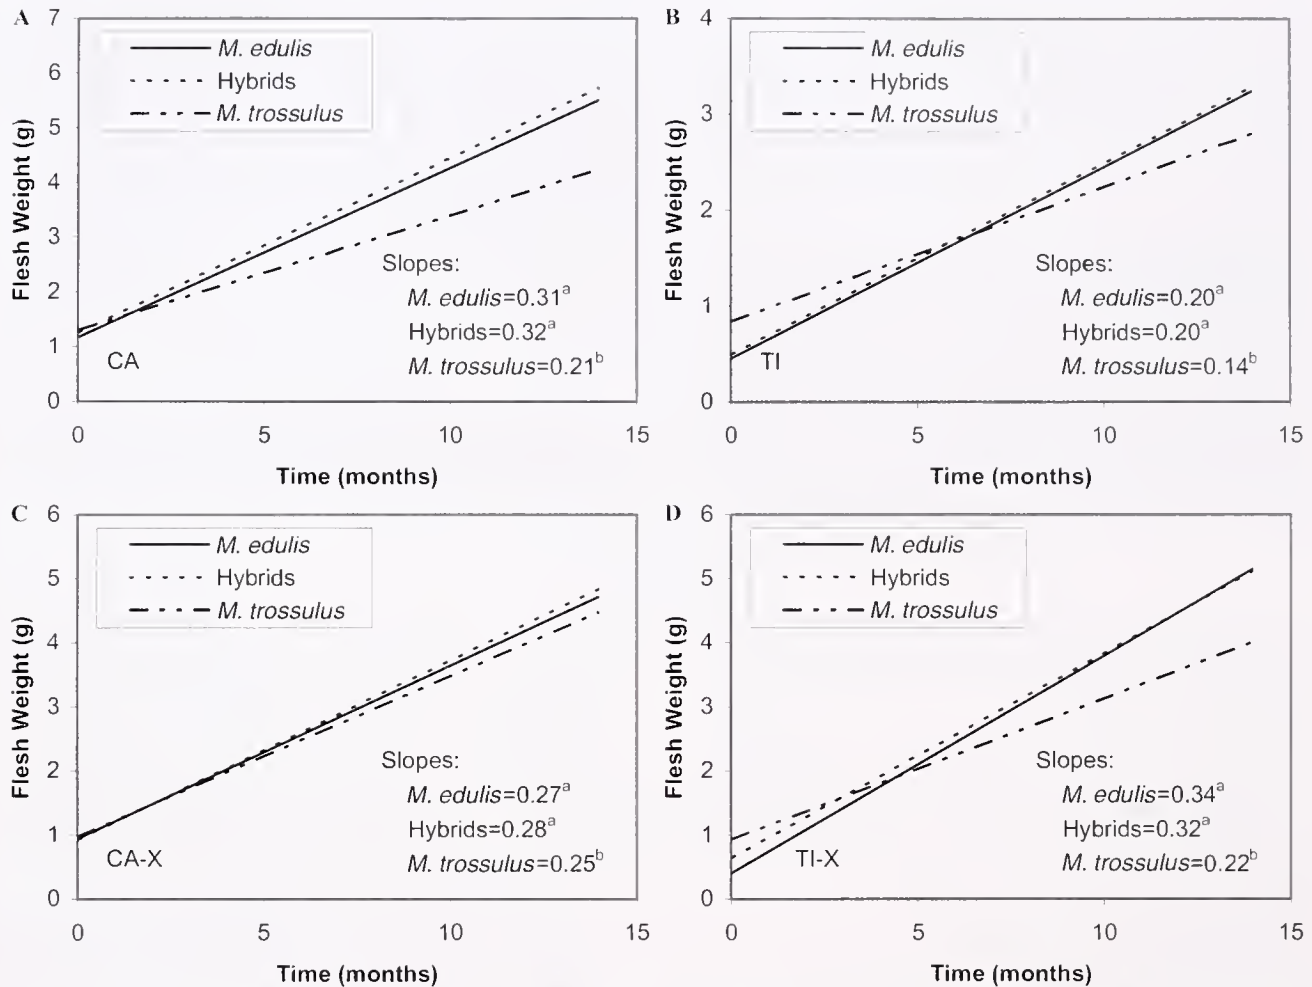 A
7
6
5
4
3
2
1
0
Flesh Weight (g)
M. edulis
Hybrids
M. trossulus
Slopes:
M. edulis=0.31ᵃ
Hybrids=0.32ᵃ
M. trossulus=0.21ᵇ
CA
0 5 10 15
Time (months)
B
4
3
2
1
0
Flesh Weight (g)
M. edulis
Hybrids
M. trossulus
Slopes:
M. edulis=0.20ᵃ
Hybrids=0.20ᵃ
M. trossulus=0.14ᵇ
TI
0 5 10 15
Time (months)
C
6
5
4
3
2
1
0
Flesh Weight (g)
M. edulis
Hybrids
M. trossulus
Slopes:
M. edulis=0.27ᵃ
Hybrids=0.28ᵃ
M. trossulus=0.25ᵇ
CA-X
0 5 10 15
Time (months)
D
6
5
4
3
2
1
0
Flesh Weight (g)
M. edulis
Hybrids
M. trossulus
Slopes:
M. edulis=0.34ᵃ
Hybrids=0.32ᵃ
M. trossulus=0.22ᵇ
TI-X
0 5 10 15
Time (months)